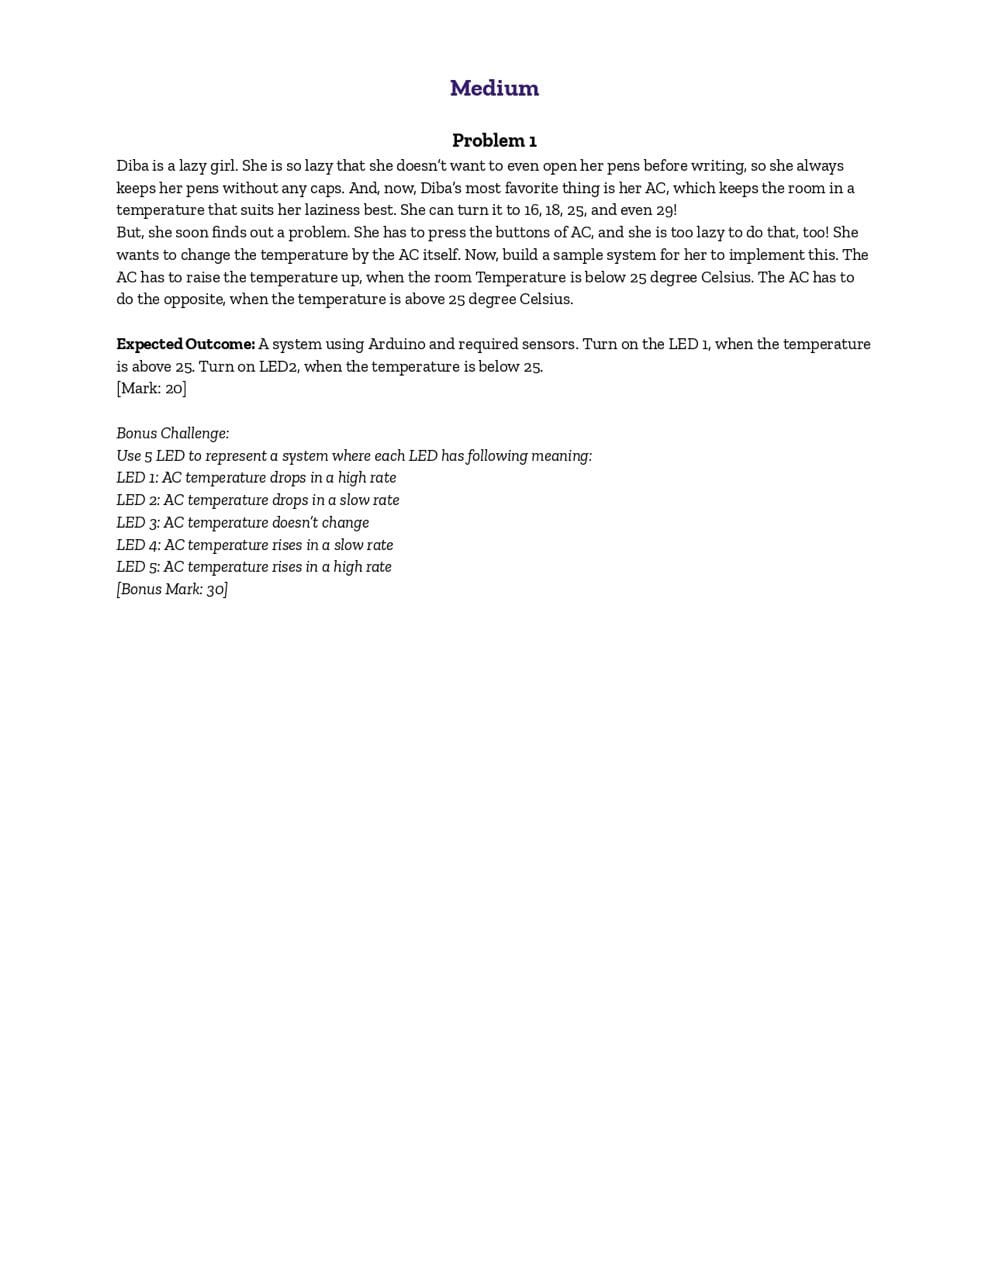 Medium
Problem 1
Diba is a lazy girl. She is so lazy that she doesn’t want to even open her pens before writing, so she always
keeps her pens without any caps. And, now, Diba’s most favorite thing is her AC, which keeps the room in a
temperature that suits her laziness best. She can turn it to 16, 18, 25, and even 29!
But, she soon finds out a problem. She has to press the buttons of AC, and she is too lazy to do that, too! She
wants to change the temperature by the AC itself. Now, build a sample system for her to implement this. The
AC has to raise the temperature up, when the room Temperature is below 25 degree Celsius. The AC has to
do the opposite, when the temperature is above 25 degree Celsius.
Expected Outcome: A system using Arduino and required sensors. Turn on the LED 1, when the temperature
is above 25. Turn on LED2, when the temperature is below 25.
[Mark: 20]
Bonus Challenge:
Use 5 LED to represent a system where each LED has following meaning:
LED 1: AC temperature drops in a high rate
LED 2: AC temperature drops in a slow rate
LED 3: AC temperature doesn’t change
LED 4: AC temperature rises in a slow rate
LED 5: AC temperature rises in a high rate
[Bonus Mark: 30]